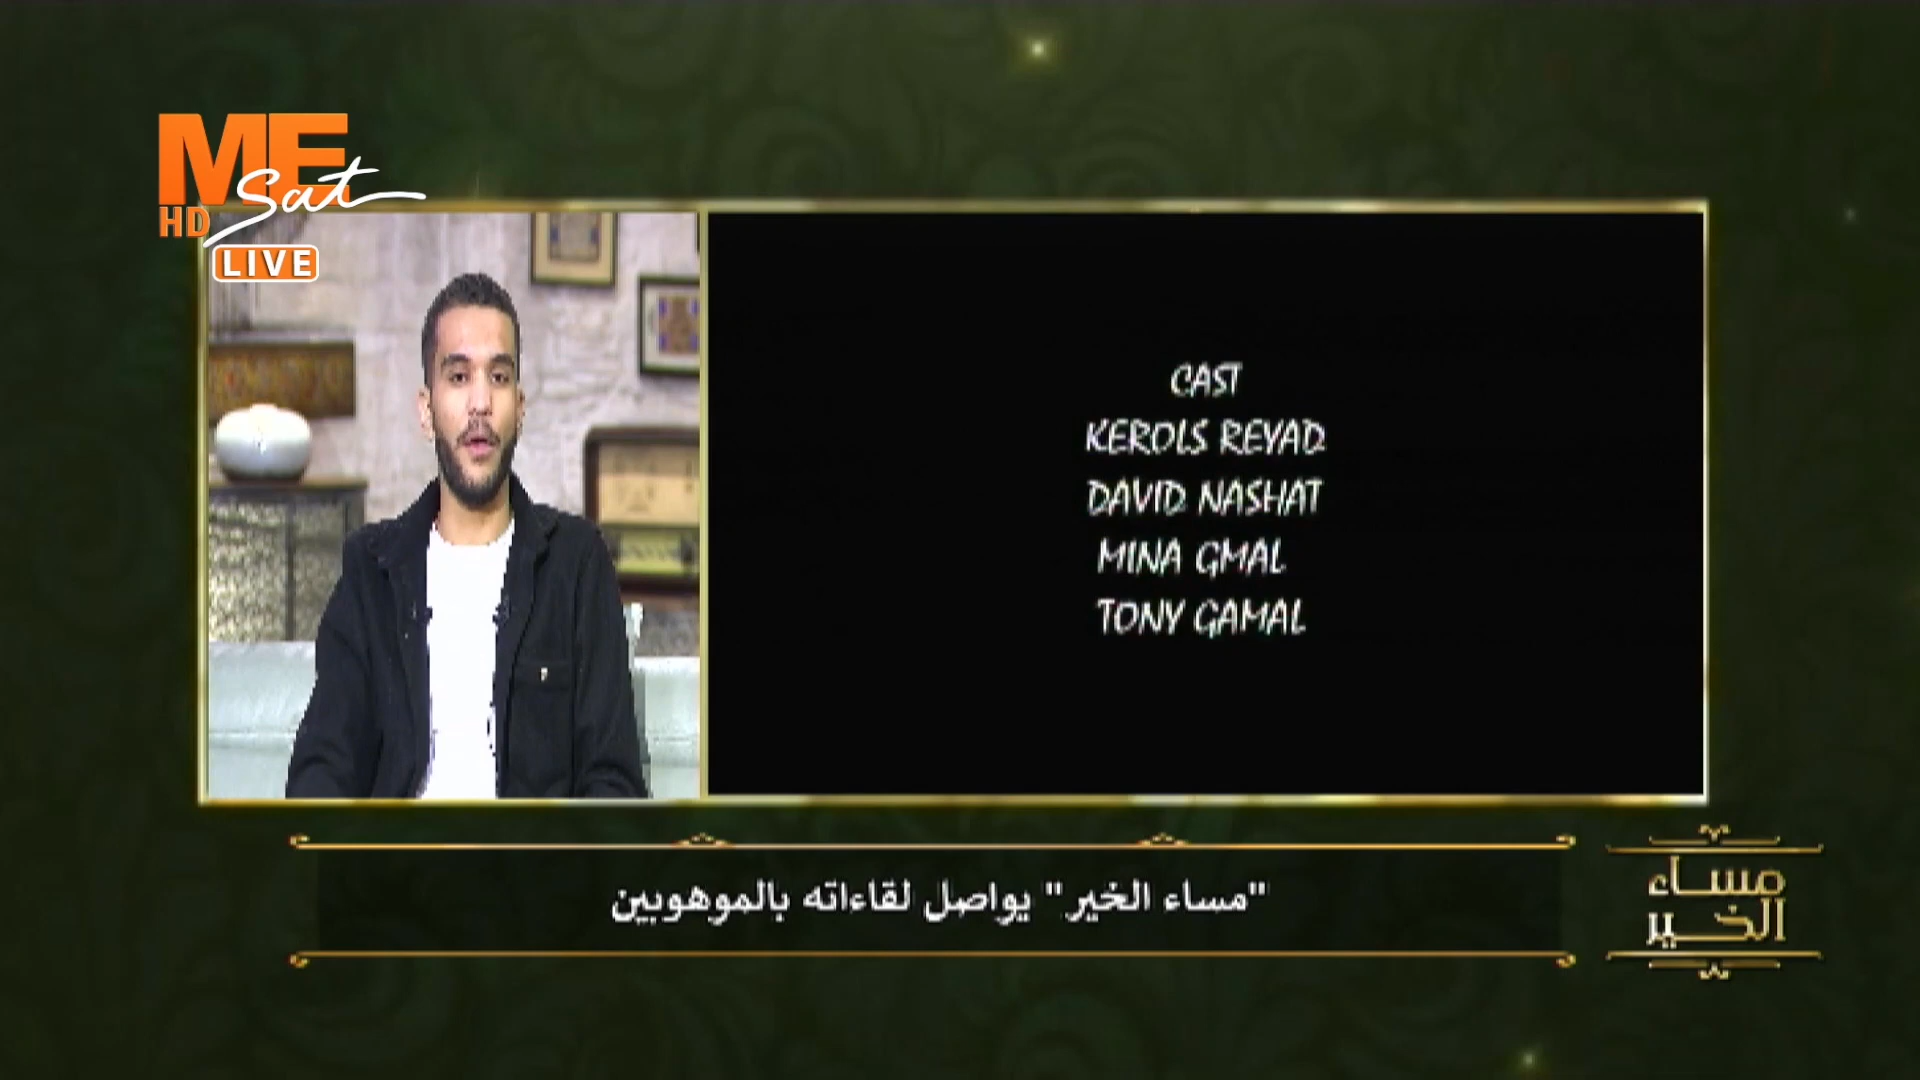 ME
Sat
HD
LIVE
CAST
KEROLS REYAD
DAVID NASHAT
MINA GMAL
TONY GAMAL
"مساء الخير" يواصل لقاءاته بالموهوبين
مساء
الخير